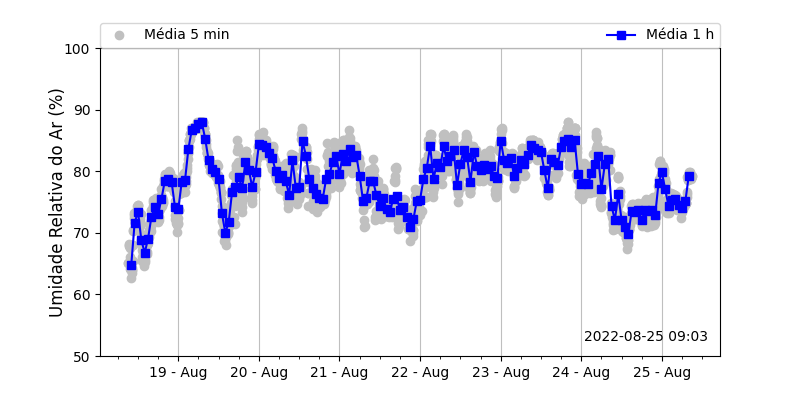 Média 5 min
Média 1 h
Umidade Relativa do Ar (%)
100
90
80
70
60
50
2022-08-25 09:03
19 - Aug
20 - Aug
21 - Aug
22 - Aug
23 - Aug
24 - Aug
25 - Aug